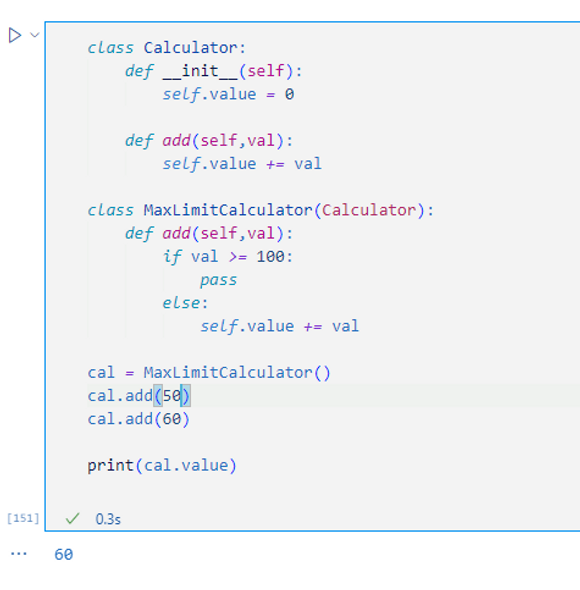 class Calculator:
    def __init__(self):
        self.value = 0

    def add(self,val):
        self.value += val

class MaxLimitCalculator(Calculator):
    def add(self,val):
        if val >= 100:
            pass
        else:
            self.value += val

cal = MaxLimitCalculator()
cal.add(50)
cal.add(60)

print(cal.value)
[151] ✓ 0.3s
... 60